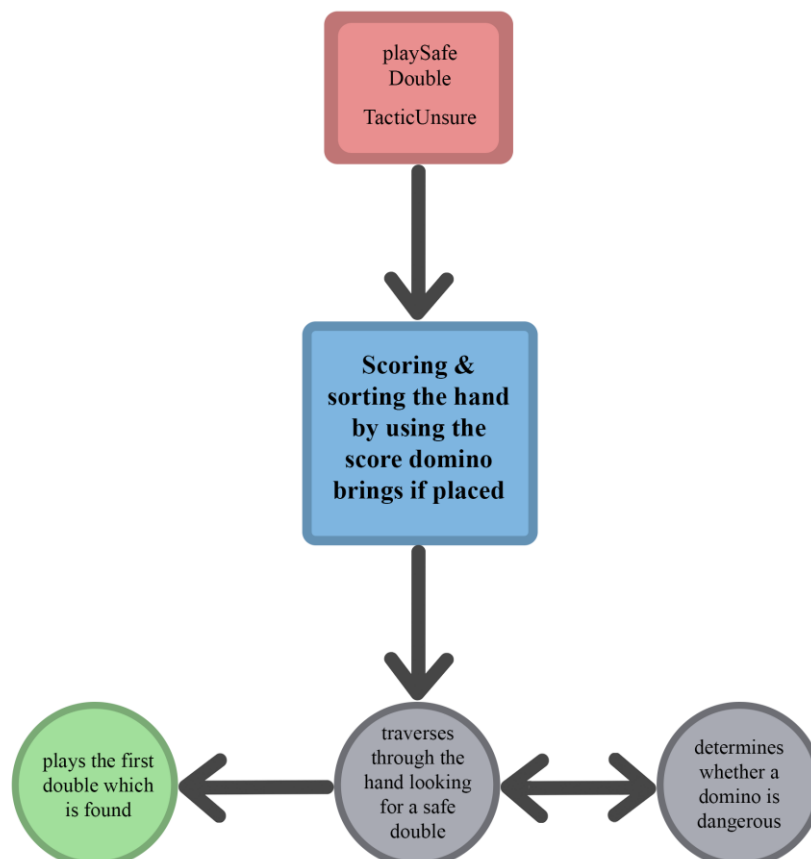 playSafe
Double
TacticUnsure
Scoring &
sorting the hand
by using the
score domino
brings if placed
plays the first
double which
is found
traverses
through the
hand looking
for a safe
double
determines
whether a
domino is
dangerous